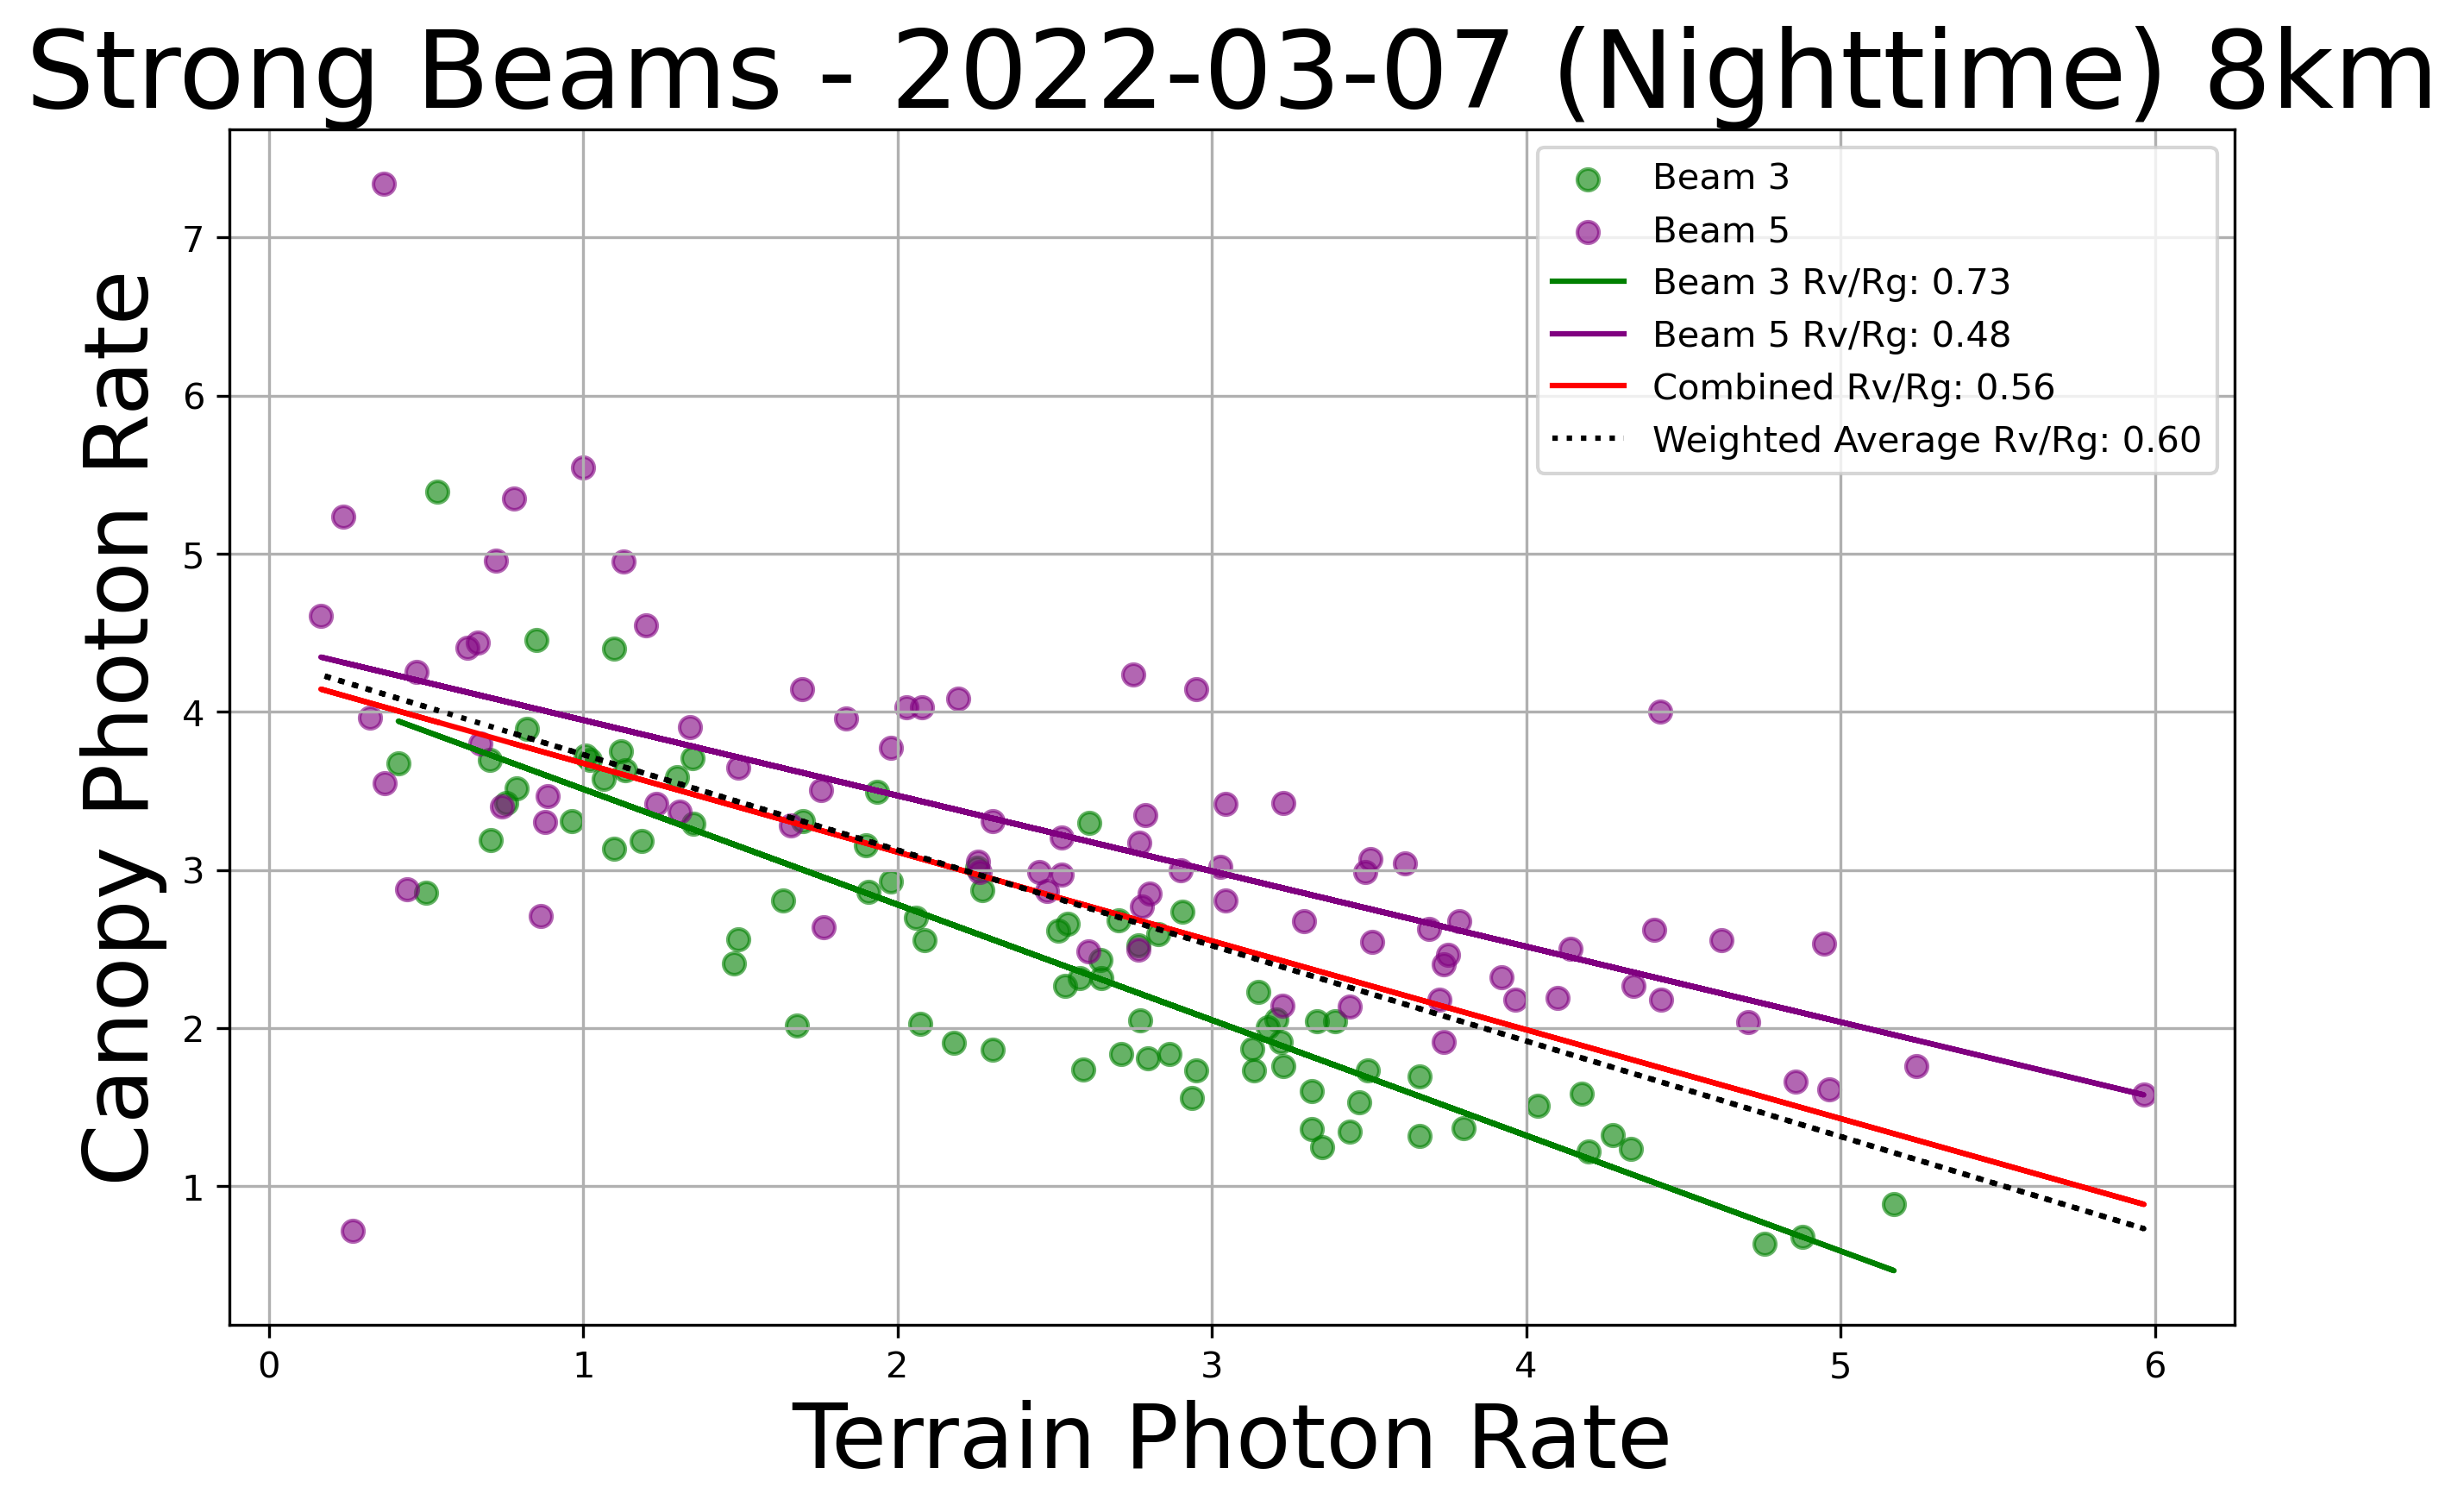 Strong Beams - 2022-03-07 (Nighttime) 8km
Canopy Photon Rate
7
6
5
4
3
2
1
Beam 3
Beam 5
Beam 3 Rv/Rg: 0.73
Beam 5 Rv/Rg: 0.48
Combined Rv/Rg: 0.56
Weighted Average Rv/Rg: 0.60
0 1 2 3 4 5 6
Terrain Photon Rate